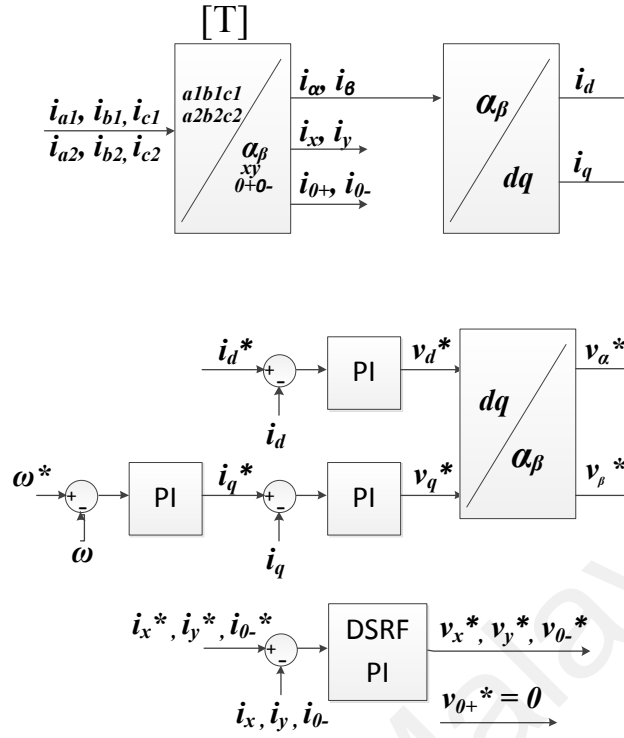 [T]
i_a1, i_b1, i_c1
i_a2, i_b2, i_c2
a1b1c1
a2b2c2
αβ
xy
0+0-
i_α, i_β
i_x, i_y
i_0+, i_0-
αβ
dq
i_d
i_q
i_d*
+
-
i_d
PI
v_d*
dq
αβ
v_α*
v_β*
ω*
+
-
ω
PI
i_q*
+
-
i_q
PI
v_q*
i_x*, i_y*, i_0-*
+
-
i_x, i_y, i_0-
DSRF
PI
v_x*, v_y*, v_0-*
v_0+* = 0
Malay